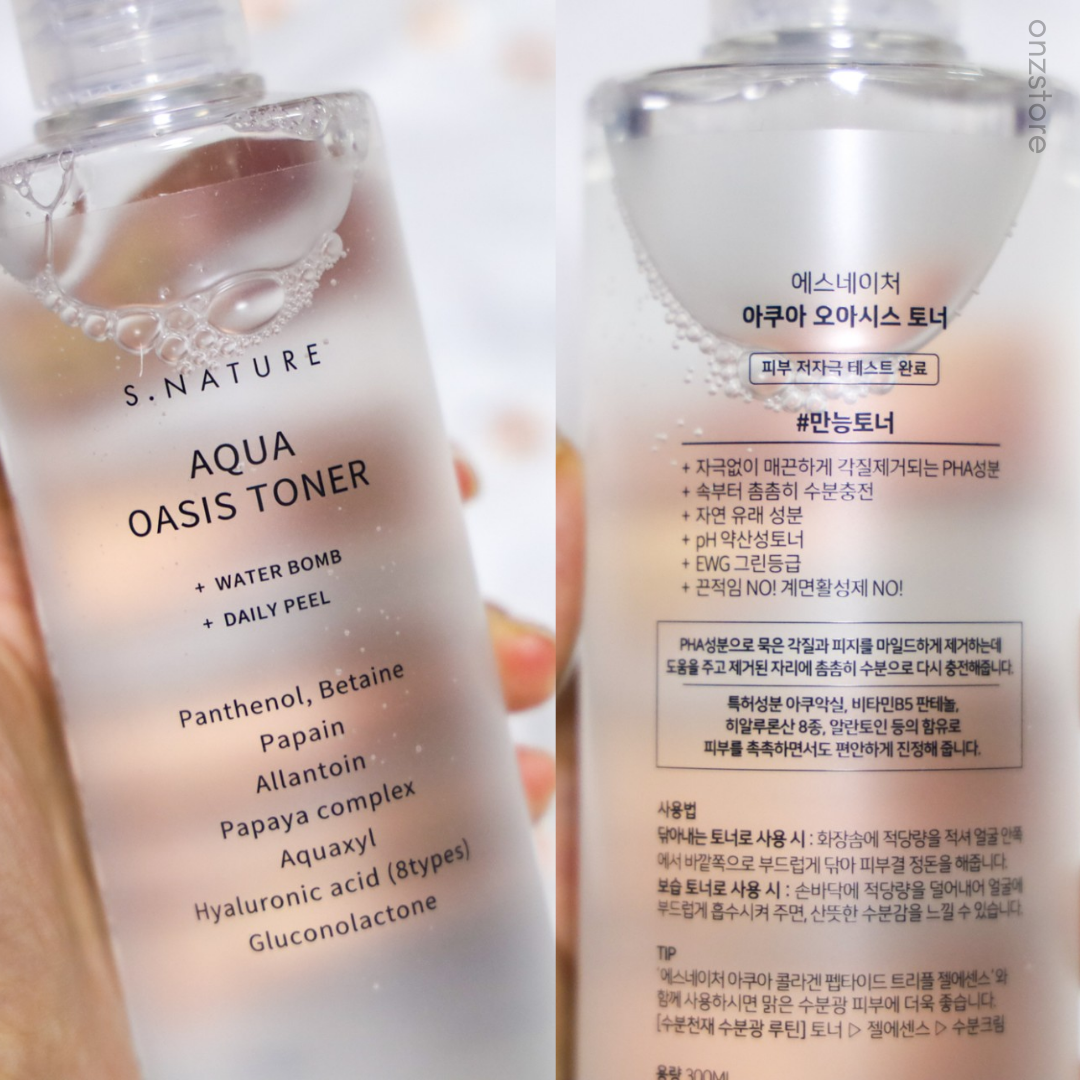 S.NATURE
AQUA
OASIS TONER
+ WATER BOMB
+ DAILY PEEL
Panthenol, Betaine
Papain
Allantoin
Papaya complex
Aquaxyl
Hyaluronic acid (8types)
Gluconolactone
onzstore
에스네이처
아쿠아 오아시스 토너
피부 저자극 테스트 완료
#만능토너
+ 자극없이 매끈하게 각질제거되는 PHA성분
+ 속부터 촘촘히 수분충전
+ 자연 유래 성분
+ pH 약산성토너
+ EWG 그린등급
+ 끈적임 NO! 계면활성제 NO!
PHA성분으로 묵은 각질과 피지를 마일드하게 제거하는데
도움을 주고 제거된 자리에 촘촘히 수분으로 다시 충전해줍니다.
특허성분 아쿠악실, 비타민B5 판테놀,
히알루론산 8종, 알란토인 등의 함유로
피부를 촉촉하면서도 편안하게 진정해 줍니다.
사용법
닦아내는 토너로 사용 시 : 화장솜에 적당량을 적셔 얼굴 안쪽
에서 바깥쪽으로 부드럽게 닦아 피부결 정돈을 해줍니다.
보습 토너로 사용 시 : 손바닥에 적당량을 덜어내어 얼굴에
부드럽게 흡수시켜 주면, 산뜻한 수분감을 느낄 수 있습니다.
TIP
'에스네이처 아쿠아 콜라겐 펩타이드 트리플 젤에센스'와
함께 사용하시면 맑은 수분광 피부에 더욱 좋습니다.
[수분천재 수분광 루틴] 토너 ▷ 젤에센스 ▷ 수분크림
용량 300ML